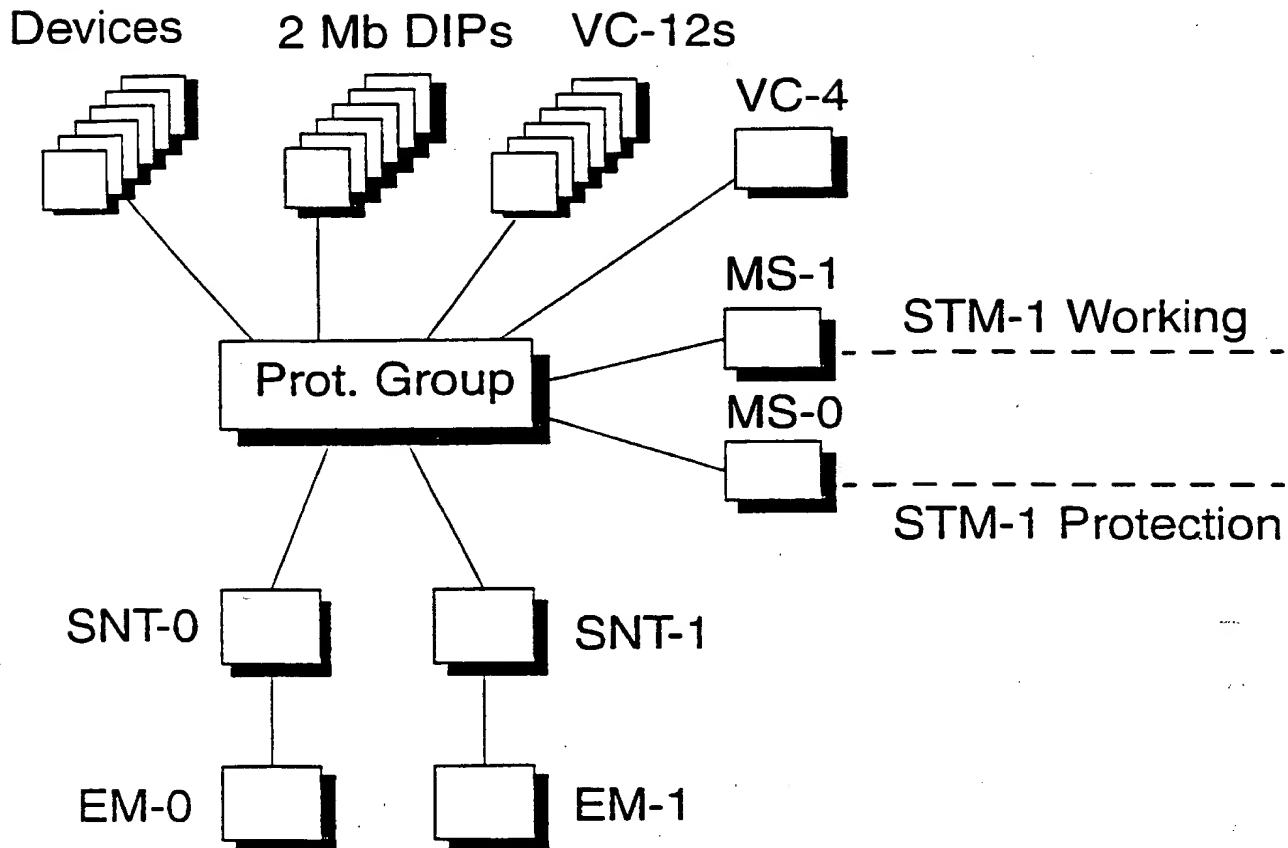 Devices
2 Mb DIPs
VC-12s
VC-4
MS-1
STM-1 Working
Prot. Group
MS-0
STM-1 Protection
SNT-0
SNT-1
EM-0
EM-1